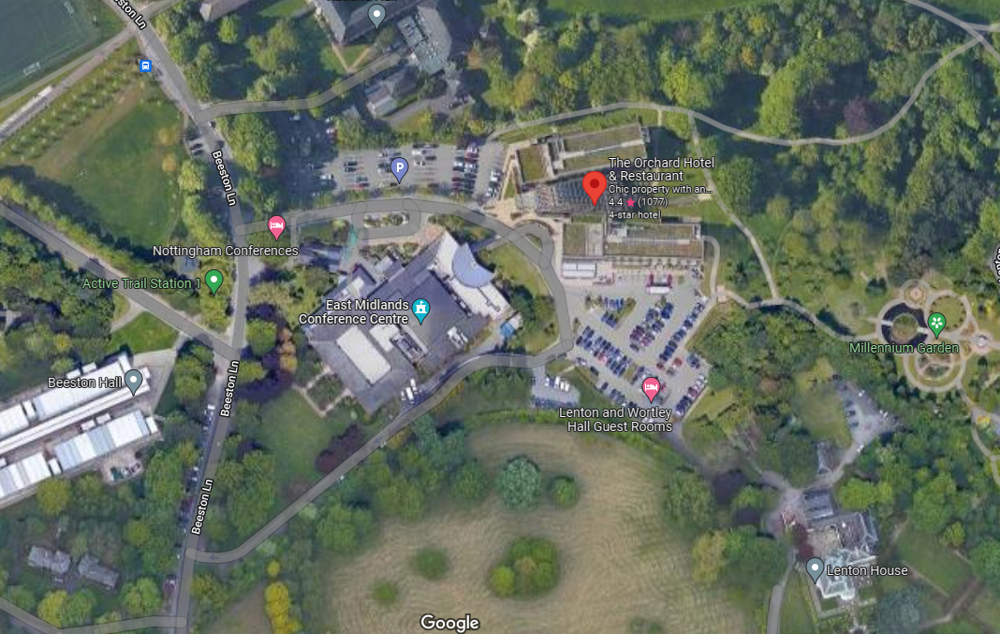 Beeston Ln
P
Beeston Ln
The Orchard Hotel
& Restaurant
Chic property with an...
4.4 ★ (1077)
4-star hotel
Nottingham Conferences
Active Trail Station 1
East Midlands
Conference Centre
Millennium Garden
Beeston Hall
Beeston Ln
Lenton and Wortley
Hall Guest Rooms
Beeston Ln
Lenton House
Google